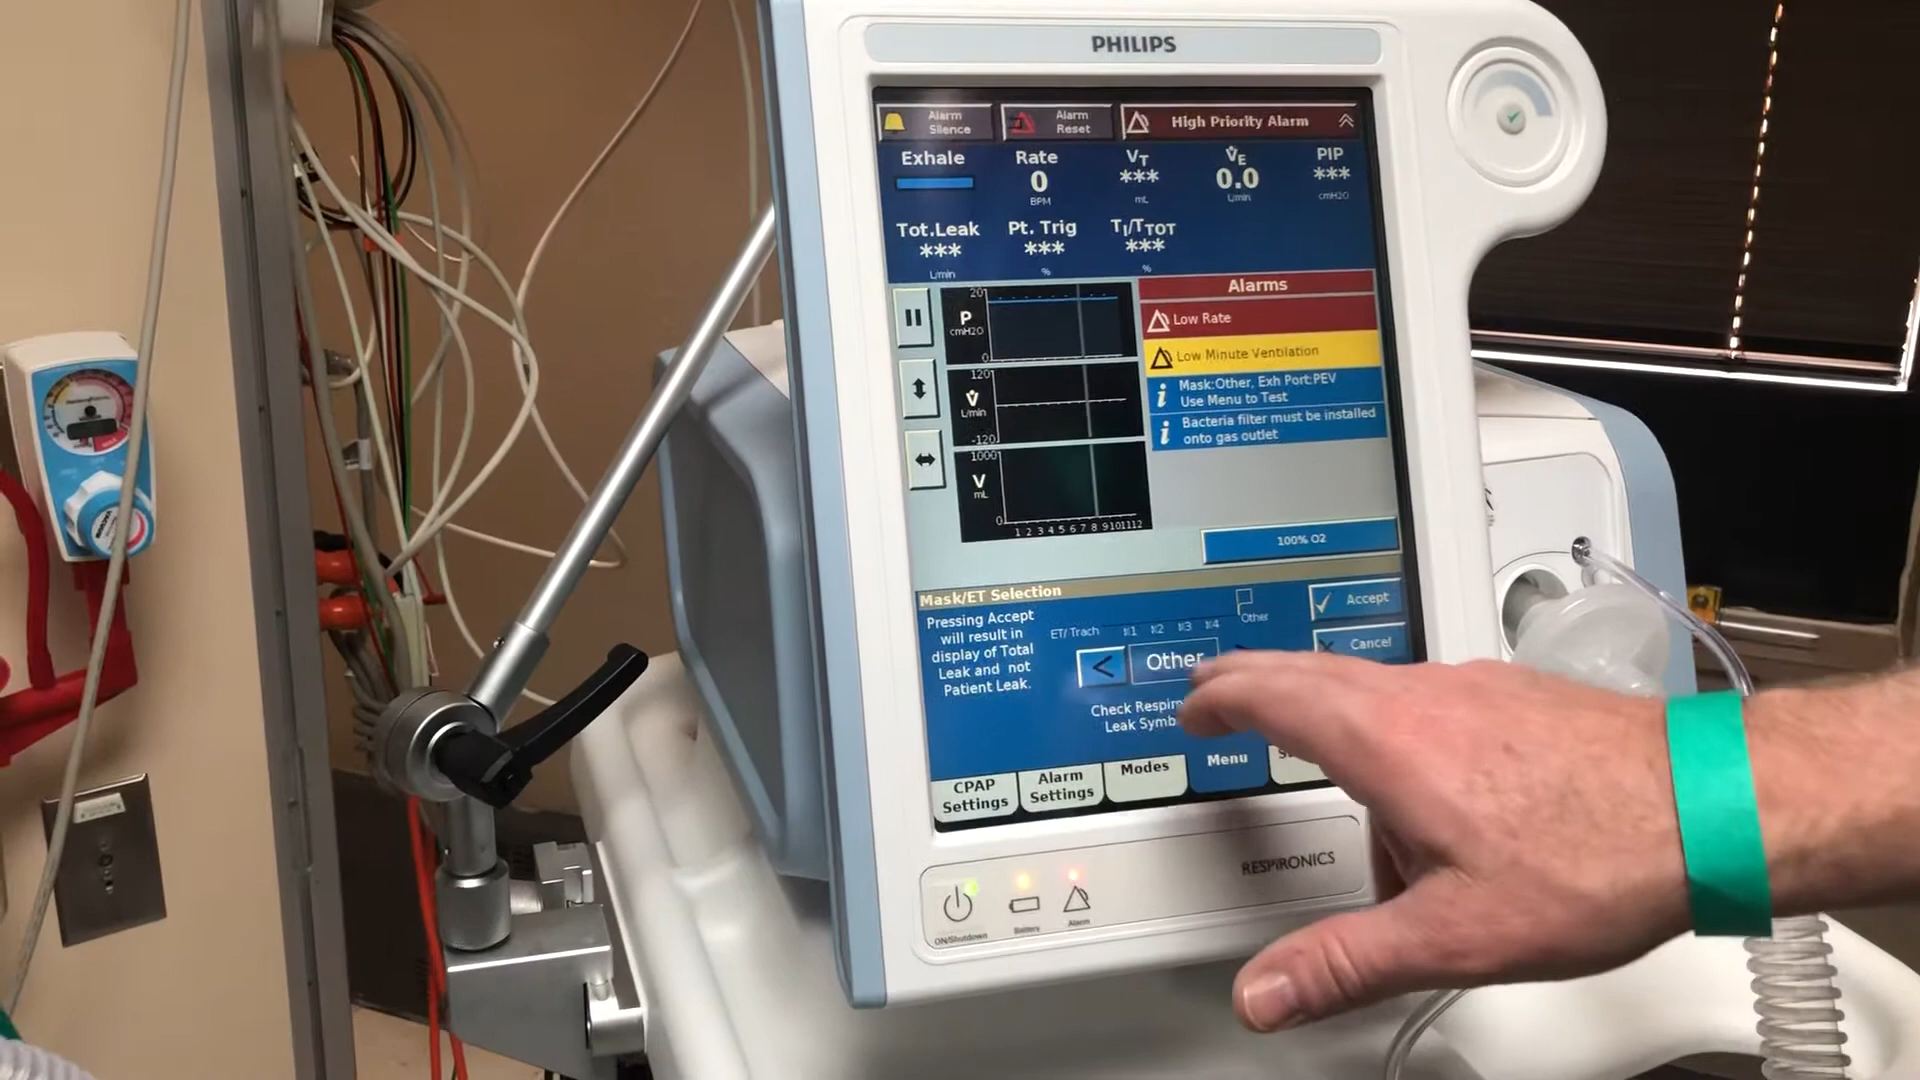 PHILIPS
Alarm
Silence
Alarm
Reset
High Priority Alarm
Exhale
Rate
0
BPM
VT
***
mL
V̇E
0.0
L/min
PIP
***
cmH2O
Tot.Leak
***
L/min
Pt. Trig
***
%
TI/TTOT
***
%
20
P
cmH2O
0
120
V̇
L/min
-120
1000
V
mL
0
1 2 3 4 5 6 7 8 9 10 11 12
Alarms
Low Rate
Low Minute Ventilation
i Mask:Other, Exh Port:PEV
Use Menu to Test
i Bacteria filter must be installed
onto gas outlet
100% O2
Mask/ET Selection
Pressing Accept
will result in
display of Total
Leak and not
Patient Leak.
ET/ Trach
1
2
3
4
Other
< Other
Check Respir
Leak Symb
Accept
Cancel
CPAP
Settings
Alarm
Settings
Modes
Menu
ON/Shutdown
Battery
Alarm
RESPIRONICS